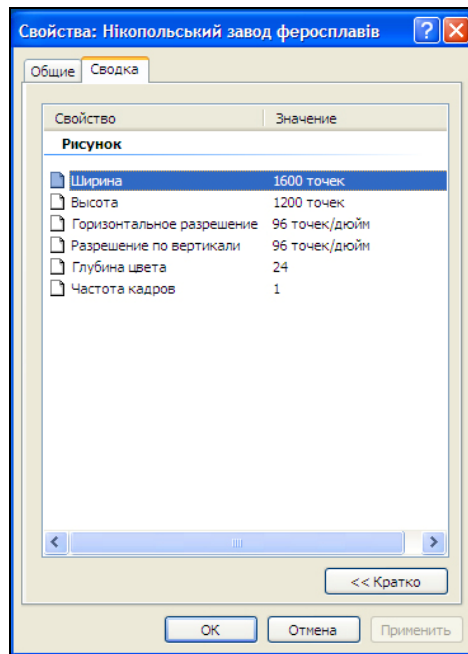 Свойства: Нікопольський завод феросплавів
Общие Сводка
Свойство Значение
Рисунок
Ширина 1600 точек
Высота 1200 точек
Горизонтальное разрешение 96 точек/дюйм
Разрешение по вертикали 96 точек/дюйм
Глубина цвета 24
Частота кадров 1
<< Кратко
ОК Отмена Применить